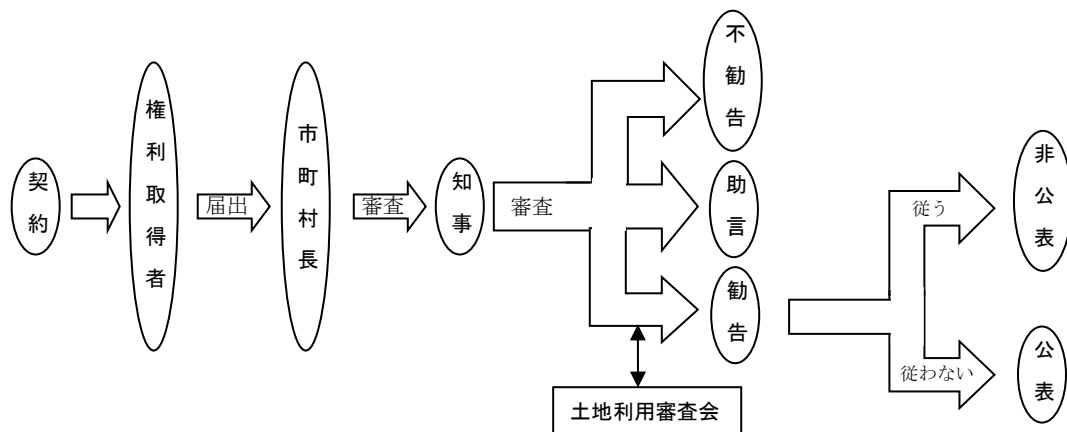 契約
権利取得者
届出
市町村長
審査
知事
審査
不勧告
助言
勧告
土地利用審査会
従う
非公表
従わない
公表